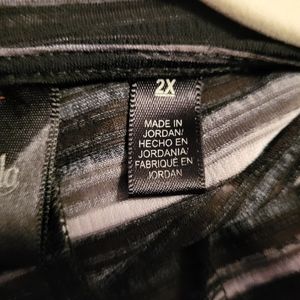 2X
MADE IN
JORDAN/
HECHO EN
JORDANIA/
FABRIQUÉ EN
JORDAN